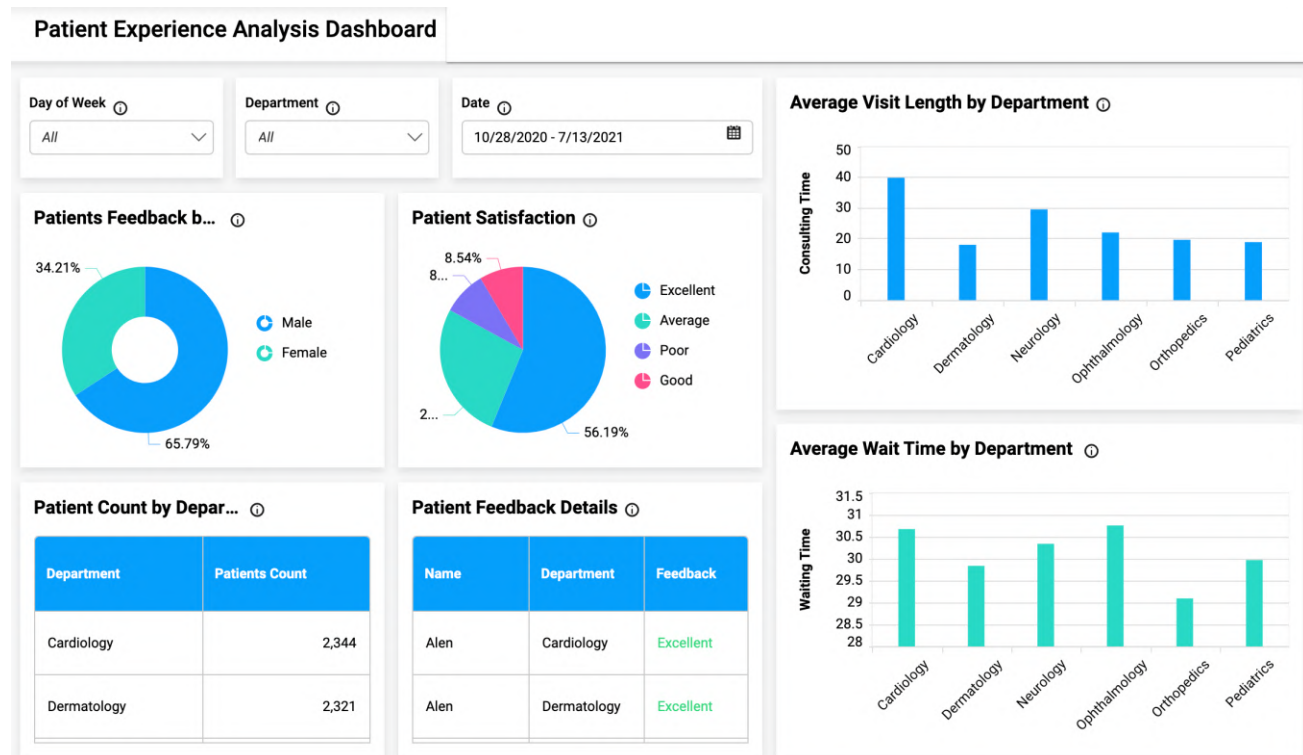 Patient Experience Analysis Dashboard
Day of Week
All
Department
All
Date
10/28/2020 - 7/13/2021
Patients Feedback b...
34.21%
65.79%
Male
Female
Patient Satisfaction
8.54%
8...
2...
56.19%
Excellent
Average
Poor
Good
Patient Count by Depar...
Department Patients Count
Cardiology 2,344
Dermatology 2,321
Patient Feedback Details
Name Department Feedback
Alen Cardiology Excellent
Alen Dermatology Excellent
Average Visit Length by Department
Consulting Time
50
40
30
20
10
0
Cardiology
Dermatology
Neurology
Ophthalmology
Orthopedics
Pediatrics
Average Wait Time by Department
Waiting Time
31.5
31
30.5
30
29.5
29
28.5
28
Cardiology
Dermatology
Neurology
Ophthalmology
Orthopedics
Pediatrics